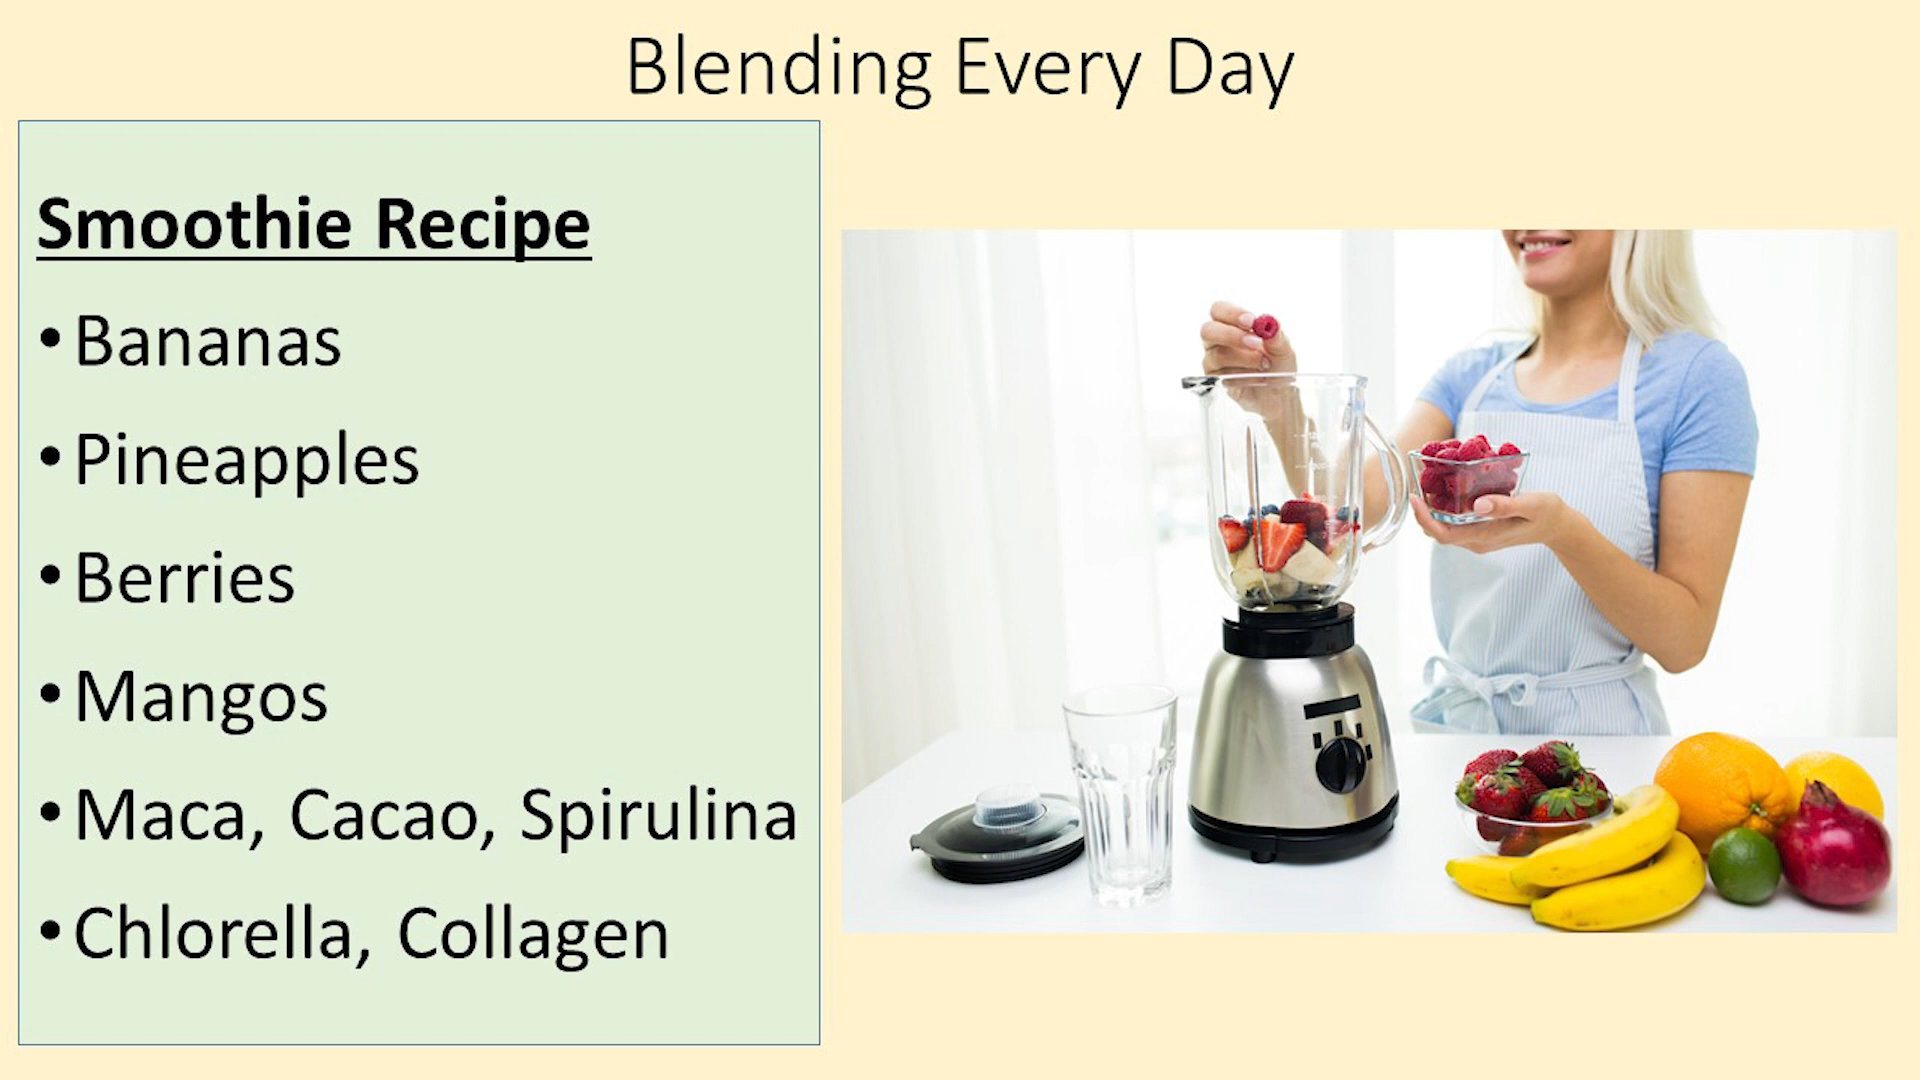 Blending Every Day
Smoothie Recipe
• Bananas
• Pineapples
• Berries
• Mangos
• Maca, Cacao, Spirulina
• Chlorella, Collagen